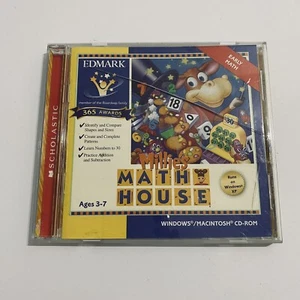 SCHOLASTIC
EDMARK
member of the Riverdeep family
365 AWARDS
• Identify and Compare
Shapes and Sizes
• Create and Complete
Patterns
• Learn Numbers to 30
• Practice Addition
and Subtraction
Ages 3-7
EARLY
MATH
18
0
30
Millie's
MATH
HOUSE
Runs
on
Windows®
XP
WINDOWS®/MACINTOSH® CD-ROM